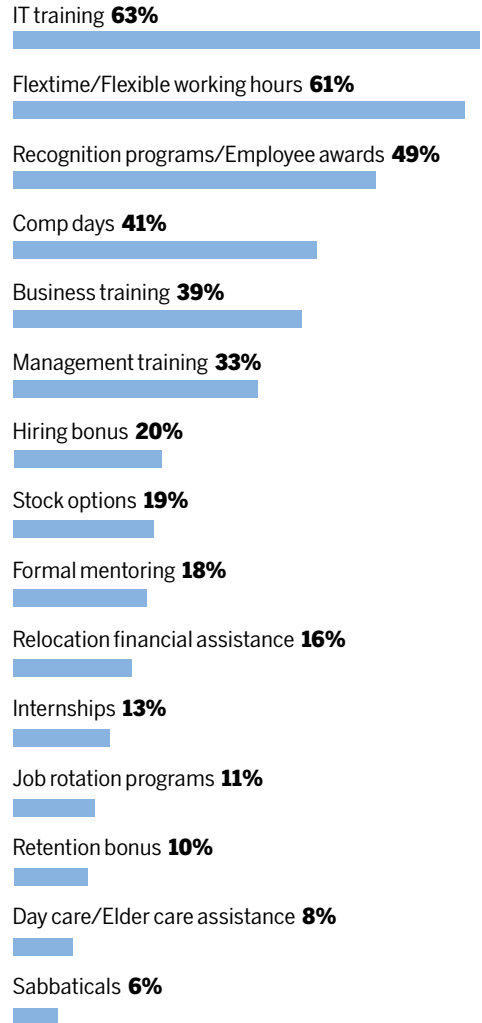 IT training 63%
Flextime/Flexible working hours 61%
Recognition programs/Employee awards 49%
Comp days 41%
Business training 39%
Management training 33%
Hiring bonus 20%
Stock options 19%
Formal mentoring 18%
Relocation financial assistance 16%
Internships 13%
Job rotation programs 11%
Retention bonus 10%
Day care/Elder care assistance 8%
Sabbaticals 6%